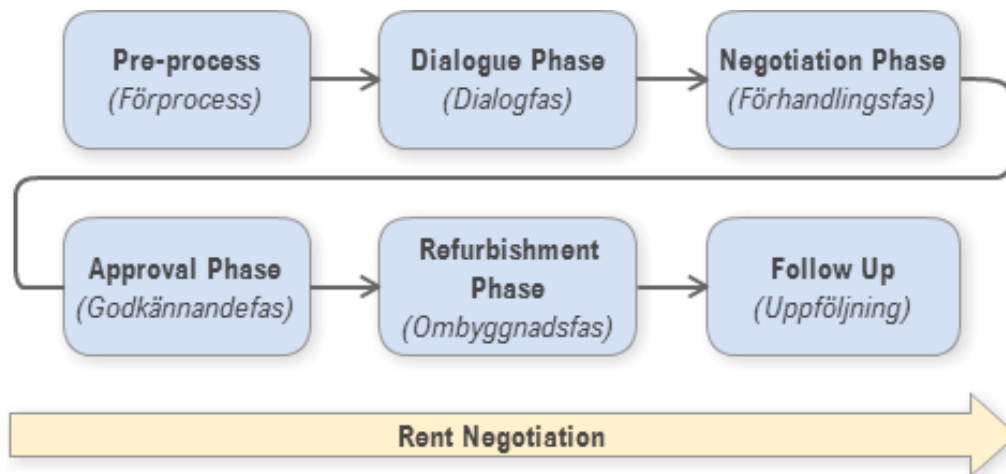 Pre-process
(Förprocess)
Dialogue Phase
(Dialogfas)
Negotiation Phase
(Förhandlingsfas)
Approval Phase
(Godkännandefas)
Refurbishment
Phase
(Ombyggnadsfas)
Follow Up
(Uppföljning)
Rent Negotiation